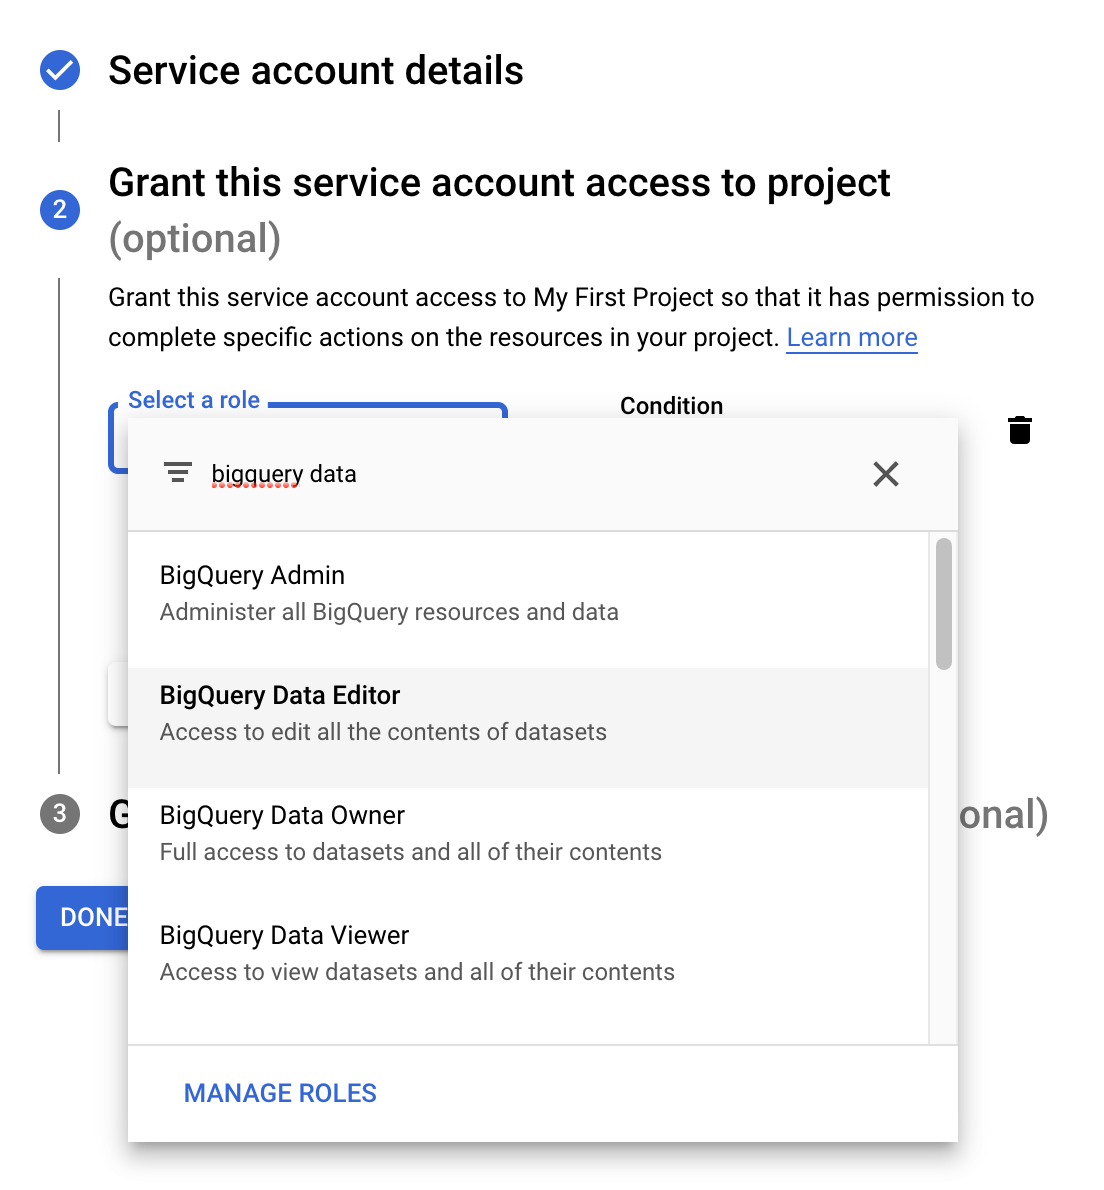 Service account details
2
Grant this service account access to project
(optional)
Grant this service account access to My First Project so that it has permission to
complete specific actions on the resources in your project. Learn more
Select a role
Condition
bigquery data
BigQuery Admin
Administer all BigQuery resources and data
BigQuery Data Editor
Access to edit all the contents of datasets
BigQuery Data Owner
Full access to datasets and all of their contents
3
BigQuery Data Viewer
Access to view datasets and all of their contents
DONE
MANAGE ROLES